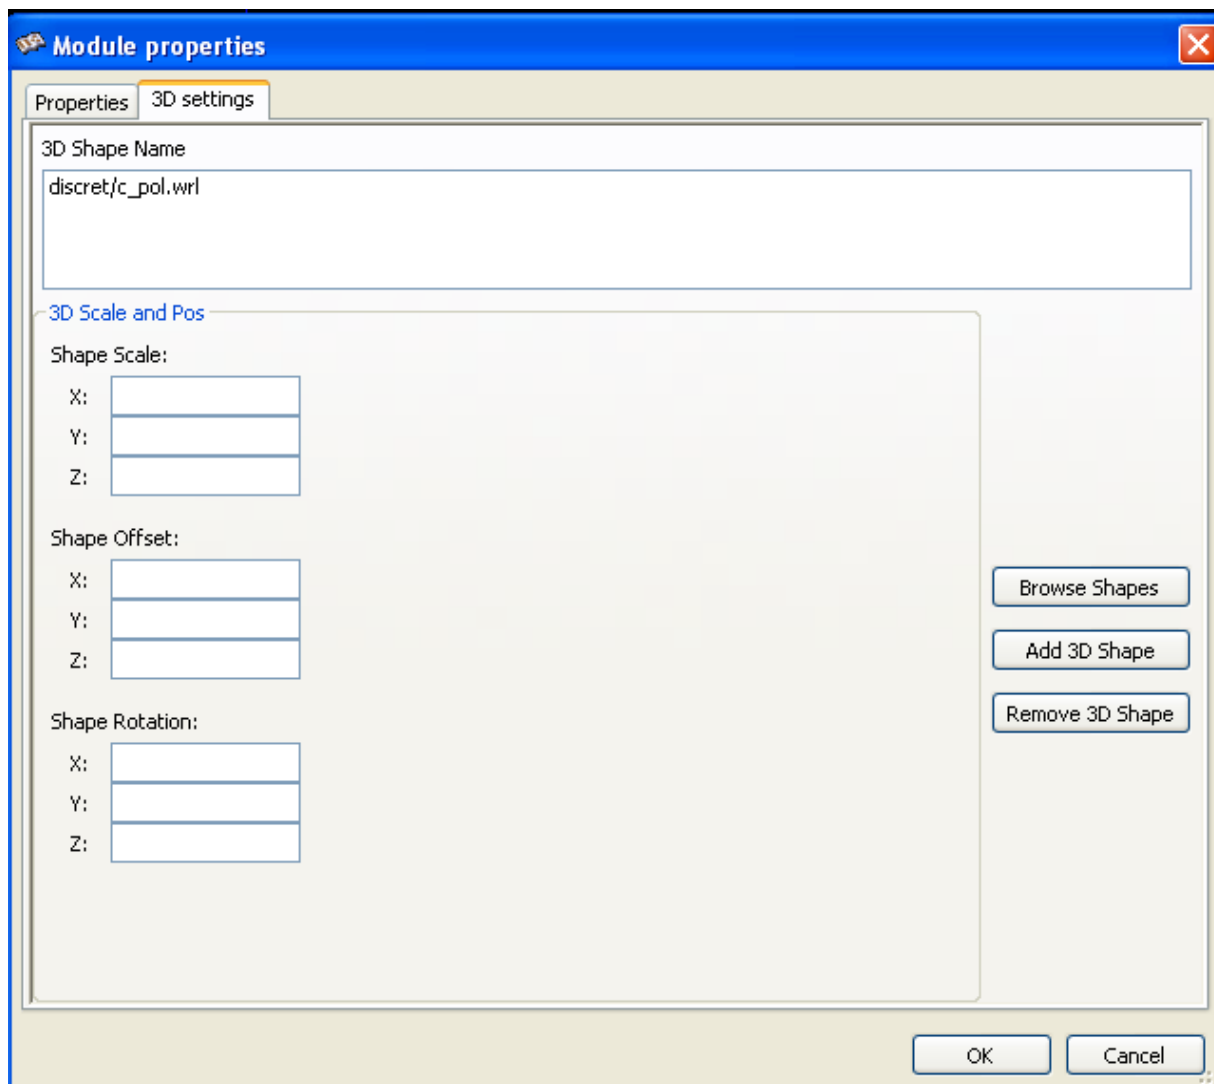 Module properties
Properties 3D settings
3D Shape Name
discret/c_pol.wrl
3D Scale and Pos
Shape Scale:
X:
Y:
Z:
Shape Offset:
X:
Y:
Z:
Shape Rotation:
X:
Y:
Z:
Browse Shapes
Add 3D Shape
Remove 3D Shape
OK Cancel